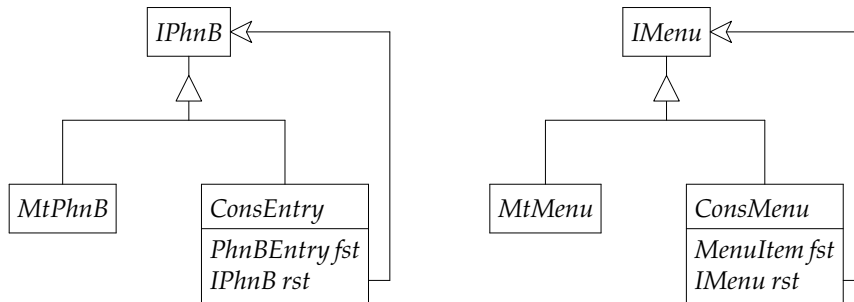 IPhnB
MtPhnB
ConsEntry
PhnBEntry fst
IPhnB rst
IMenu
MtMenu
ConsMenu
MenuItem fst
IMenu rst